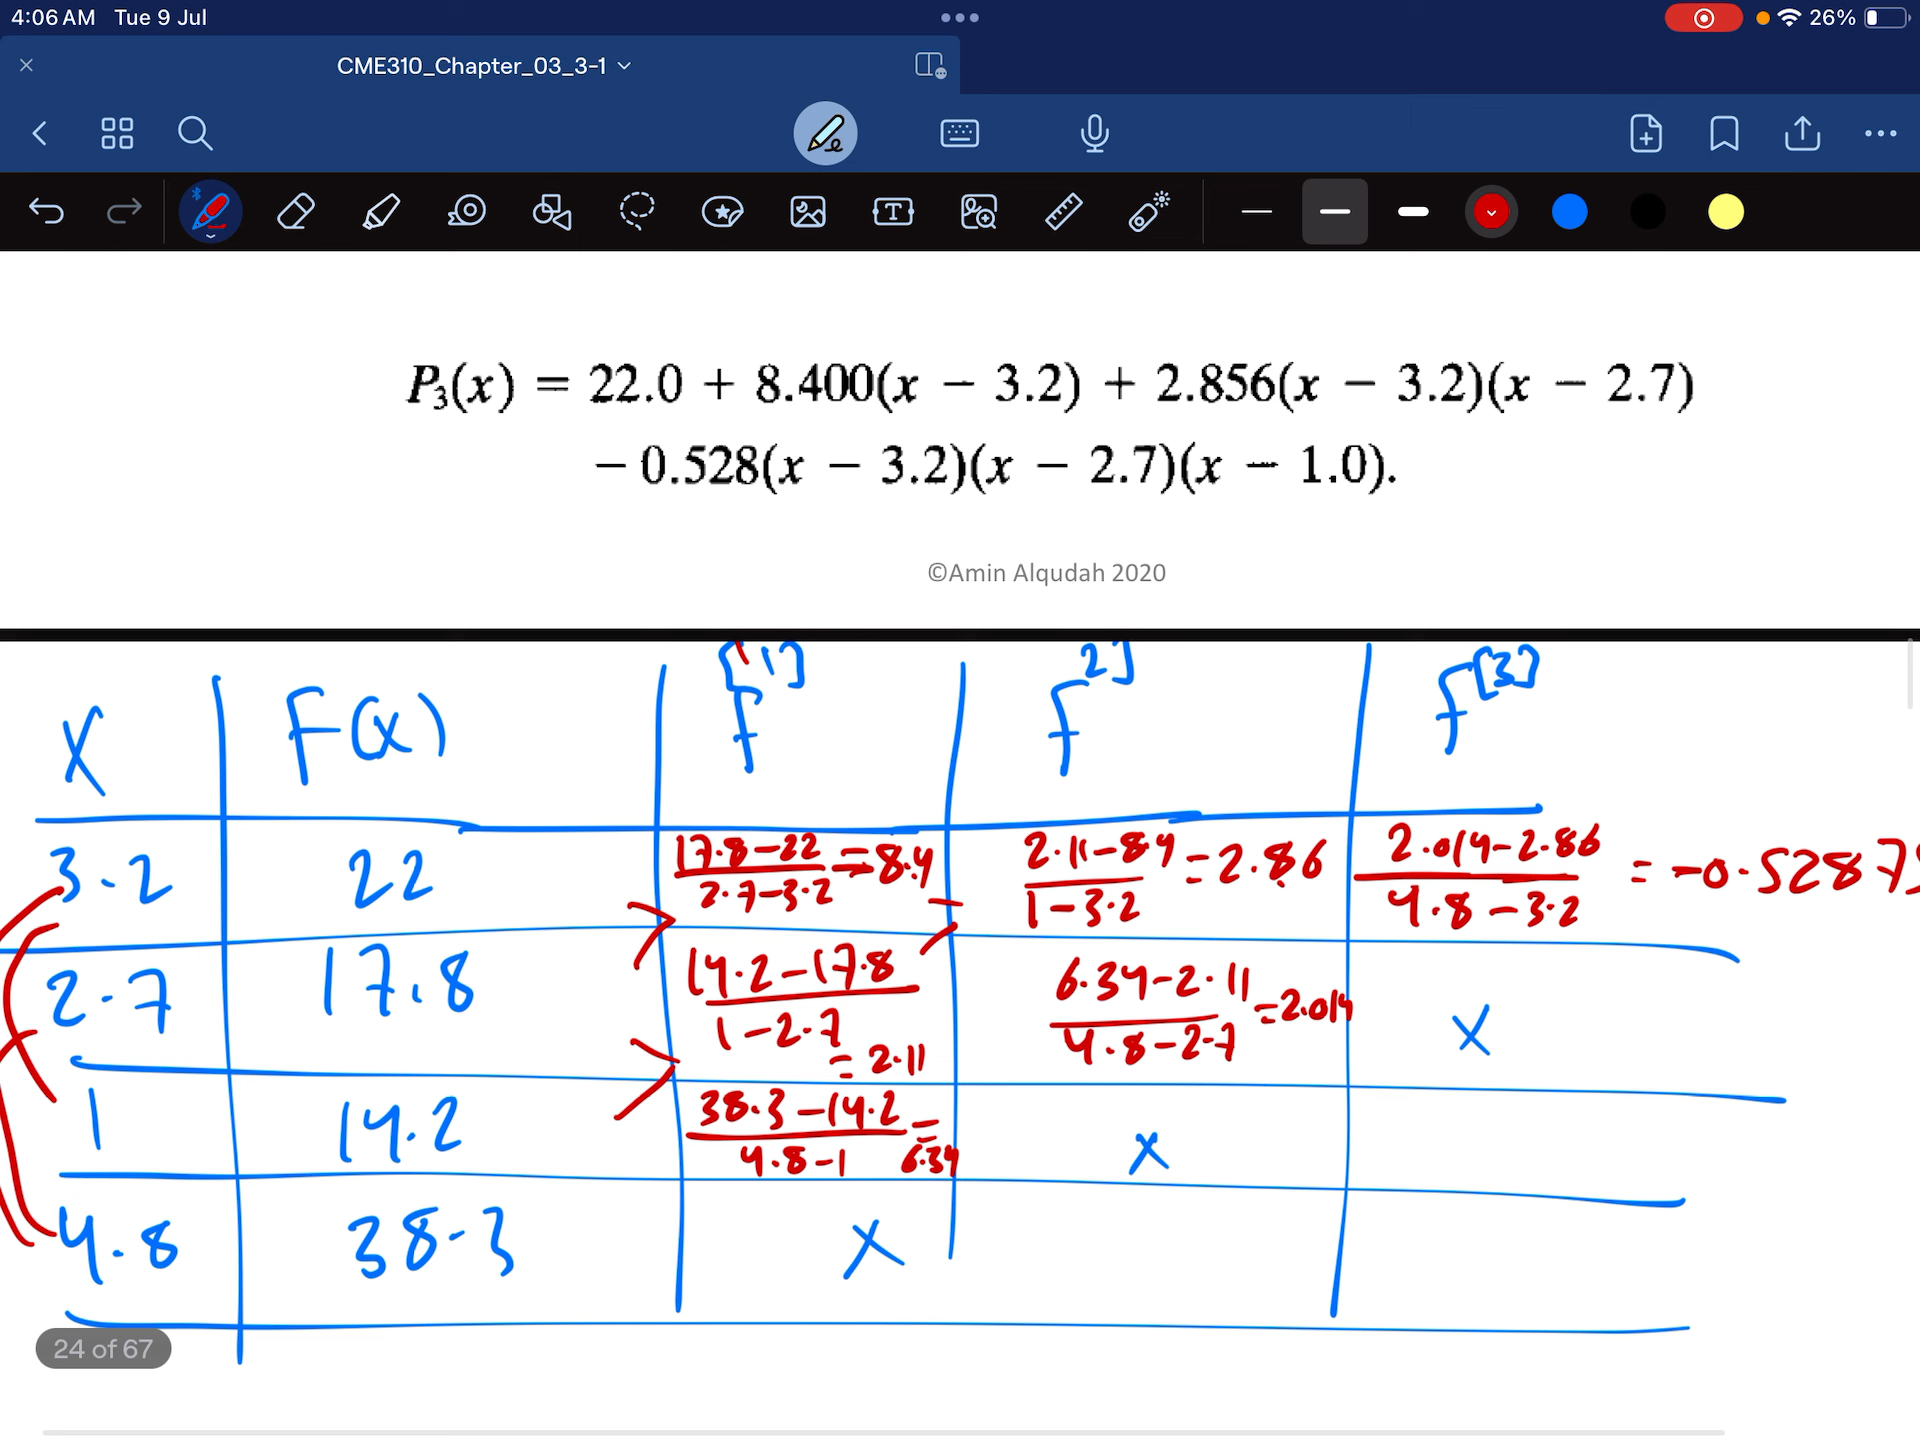 4:06 AM Tue 9 Jul 26%
CME310_Chapter_03_3-1
P₃(x) = 22.0 + 8.400(x − 3.2) + 2.856(x − 3.2)(x − 2.7)
− 0.528(x − 3.2)(x − 2.7)(x − 1.0).
©Amin Alqudah 2020
X F(x) f[1] f2] f[3]
3.2 22 17.8-22/2.7-3.2 = 8.4 2.11-8.4/1-3.2 = 2.86 2.014-2.86/4.8-3.2 = -0.52875
2.7 17.8 14.2-17.8/1-2.7 = 2.11 6.34-2.11/4.8-2.7 = 2.014 X
1 14.2 38.3-14.2/4.8-1 = 6.34 X
4.8 38.3 X
24 of 67